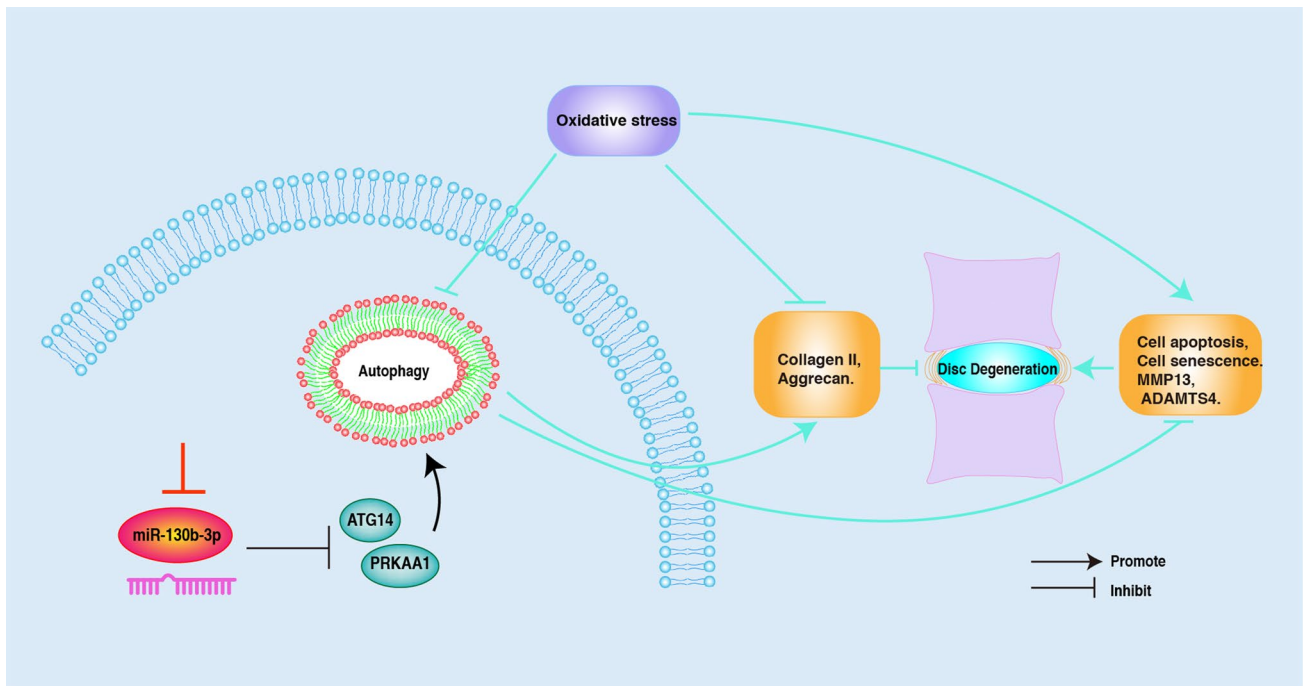 Oxidative stress
Autophagy
Collagen II,
Aggrecan.
Disc Degeneration
Cell apoptosis,
Cell senescence.
MMP13,
ADAMTS4.
miR-130b-3p
ATG14
PRKAA1
Promote
Inhibit